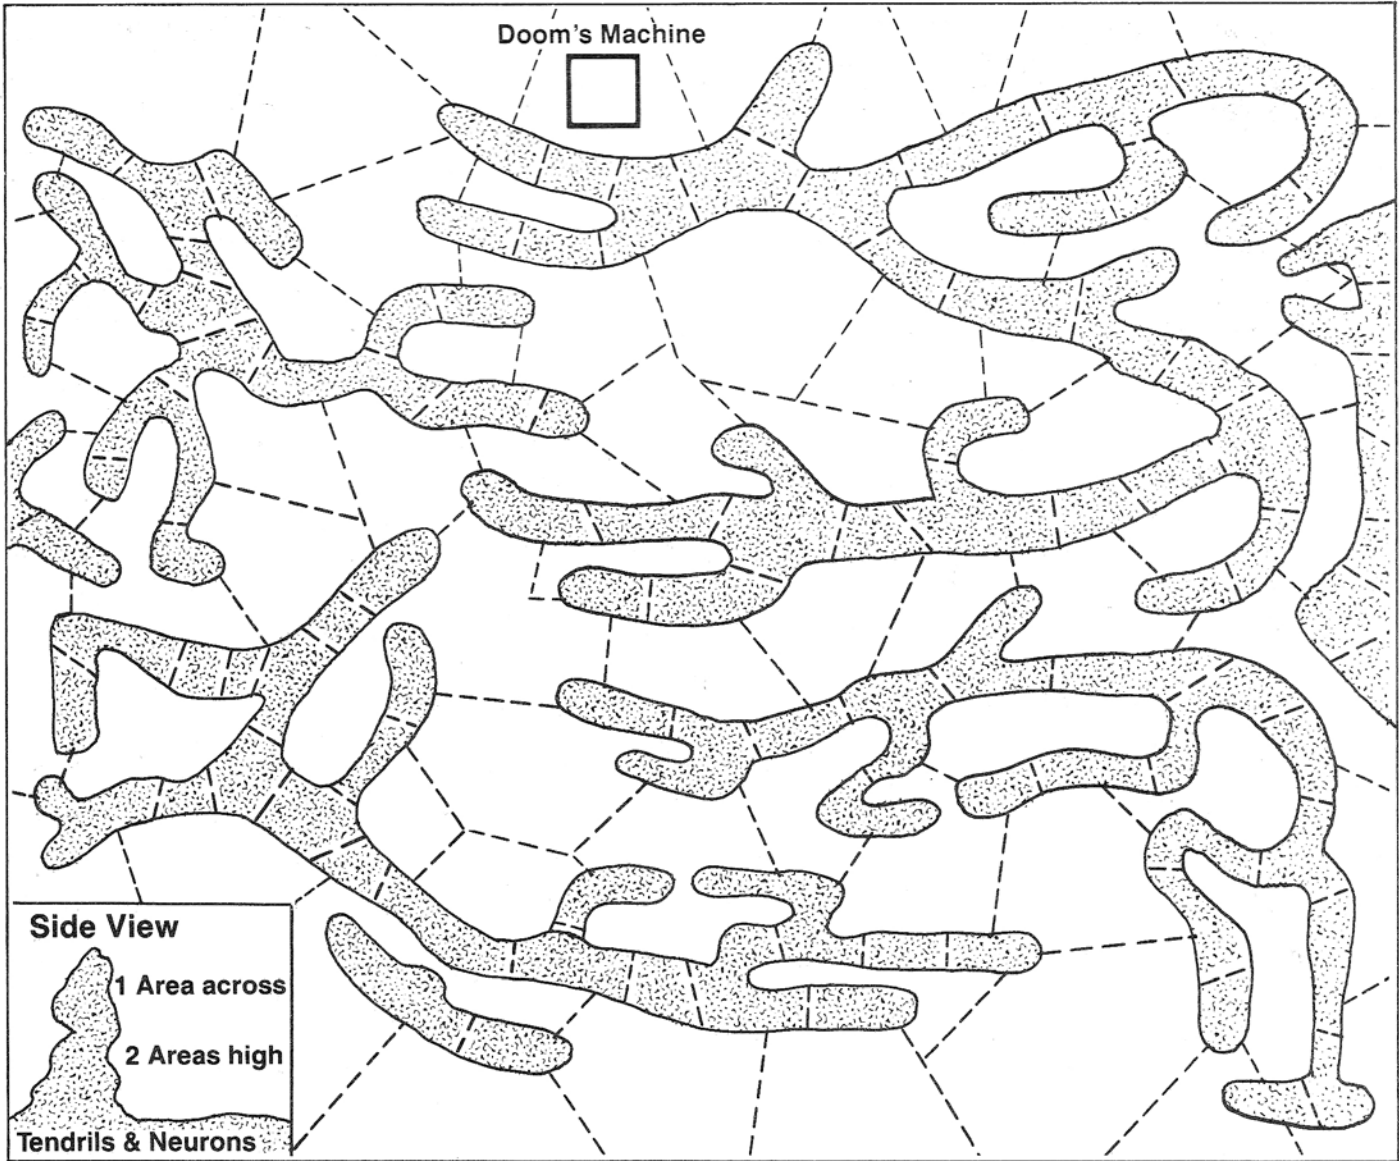 Doom's Machine
Side View
1 Area across
2 Areas high
Tendrils & Neurons